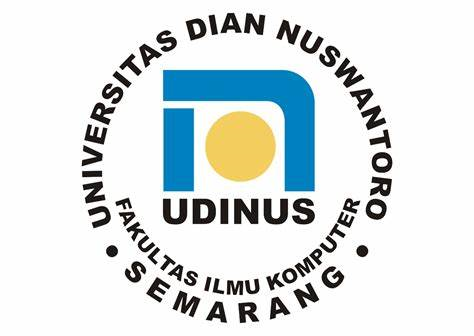 UNIVERSITAS DIAN NUSWANTORO
UDINUS
FAKULTAS ILMU KOMPUTER
• SEMARANG •